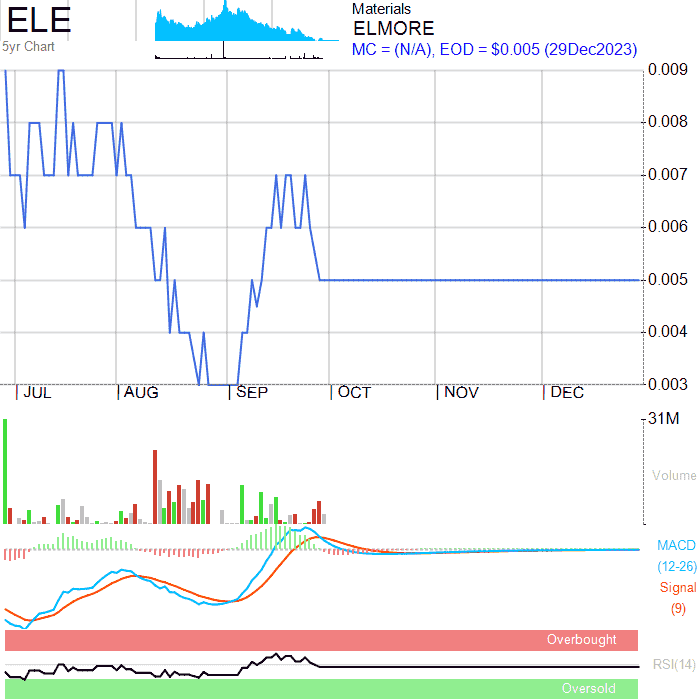 ELE
5yr Chart
Materials
ELMORE
MC = (N/A), EOD = $0.005 (29Dec2023)
0.009
0.008
0.007
0.006
0.005
0.004
0.003
JUL AUG SEP OCT NOV DEC
31M
Volume
MACD
(12-26)
Signal
(9)
Overbought
RSI(14)
Oversold